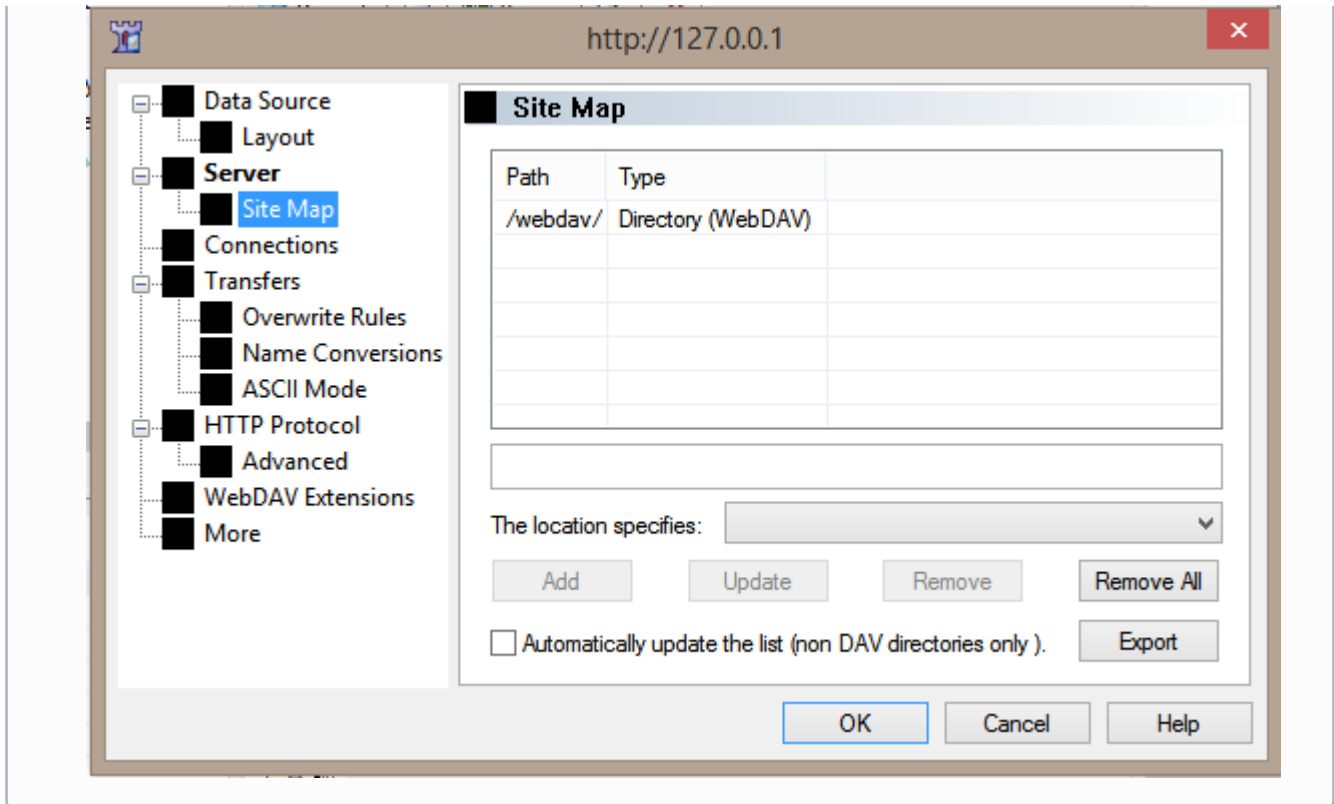 http://127.0.0.1
Data Source
Layout
Server
Site Map
Connections
Transfers
Overwrite Rules
Name Conversions
ASCII Mode
HTTP Protocol
Advanced
WebDAV Extensions
More
Site Map
Path Type
/webdav/ Directory (WebDAV)
The location specifies:
Add Update Remove Remove All
Automatically update the list (non DAV directories only ). Export
OK Cancel Help